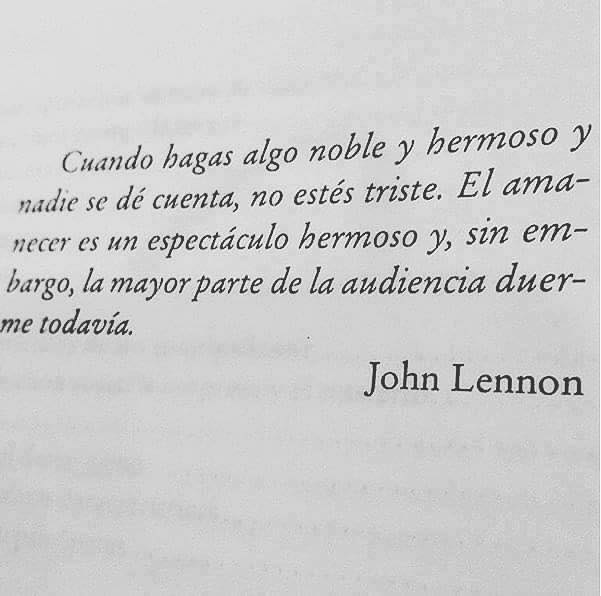 Cuando hagas algo noble y hermoso y
nadie se dé cuenta, no estés triste. El ama-
necer es un espectáculo hermoso y, sin em-
bargo, la mayor parte de la audiencia duer-
me todavía.
John Lennon